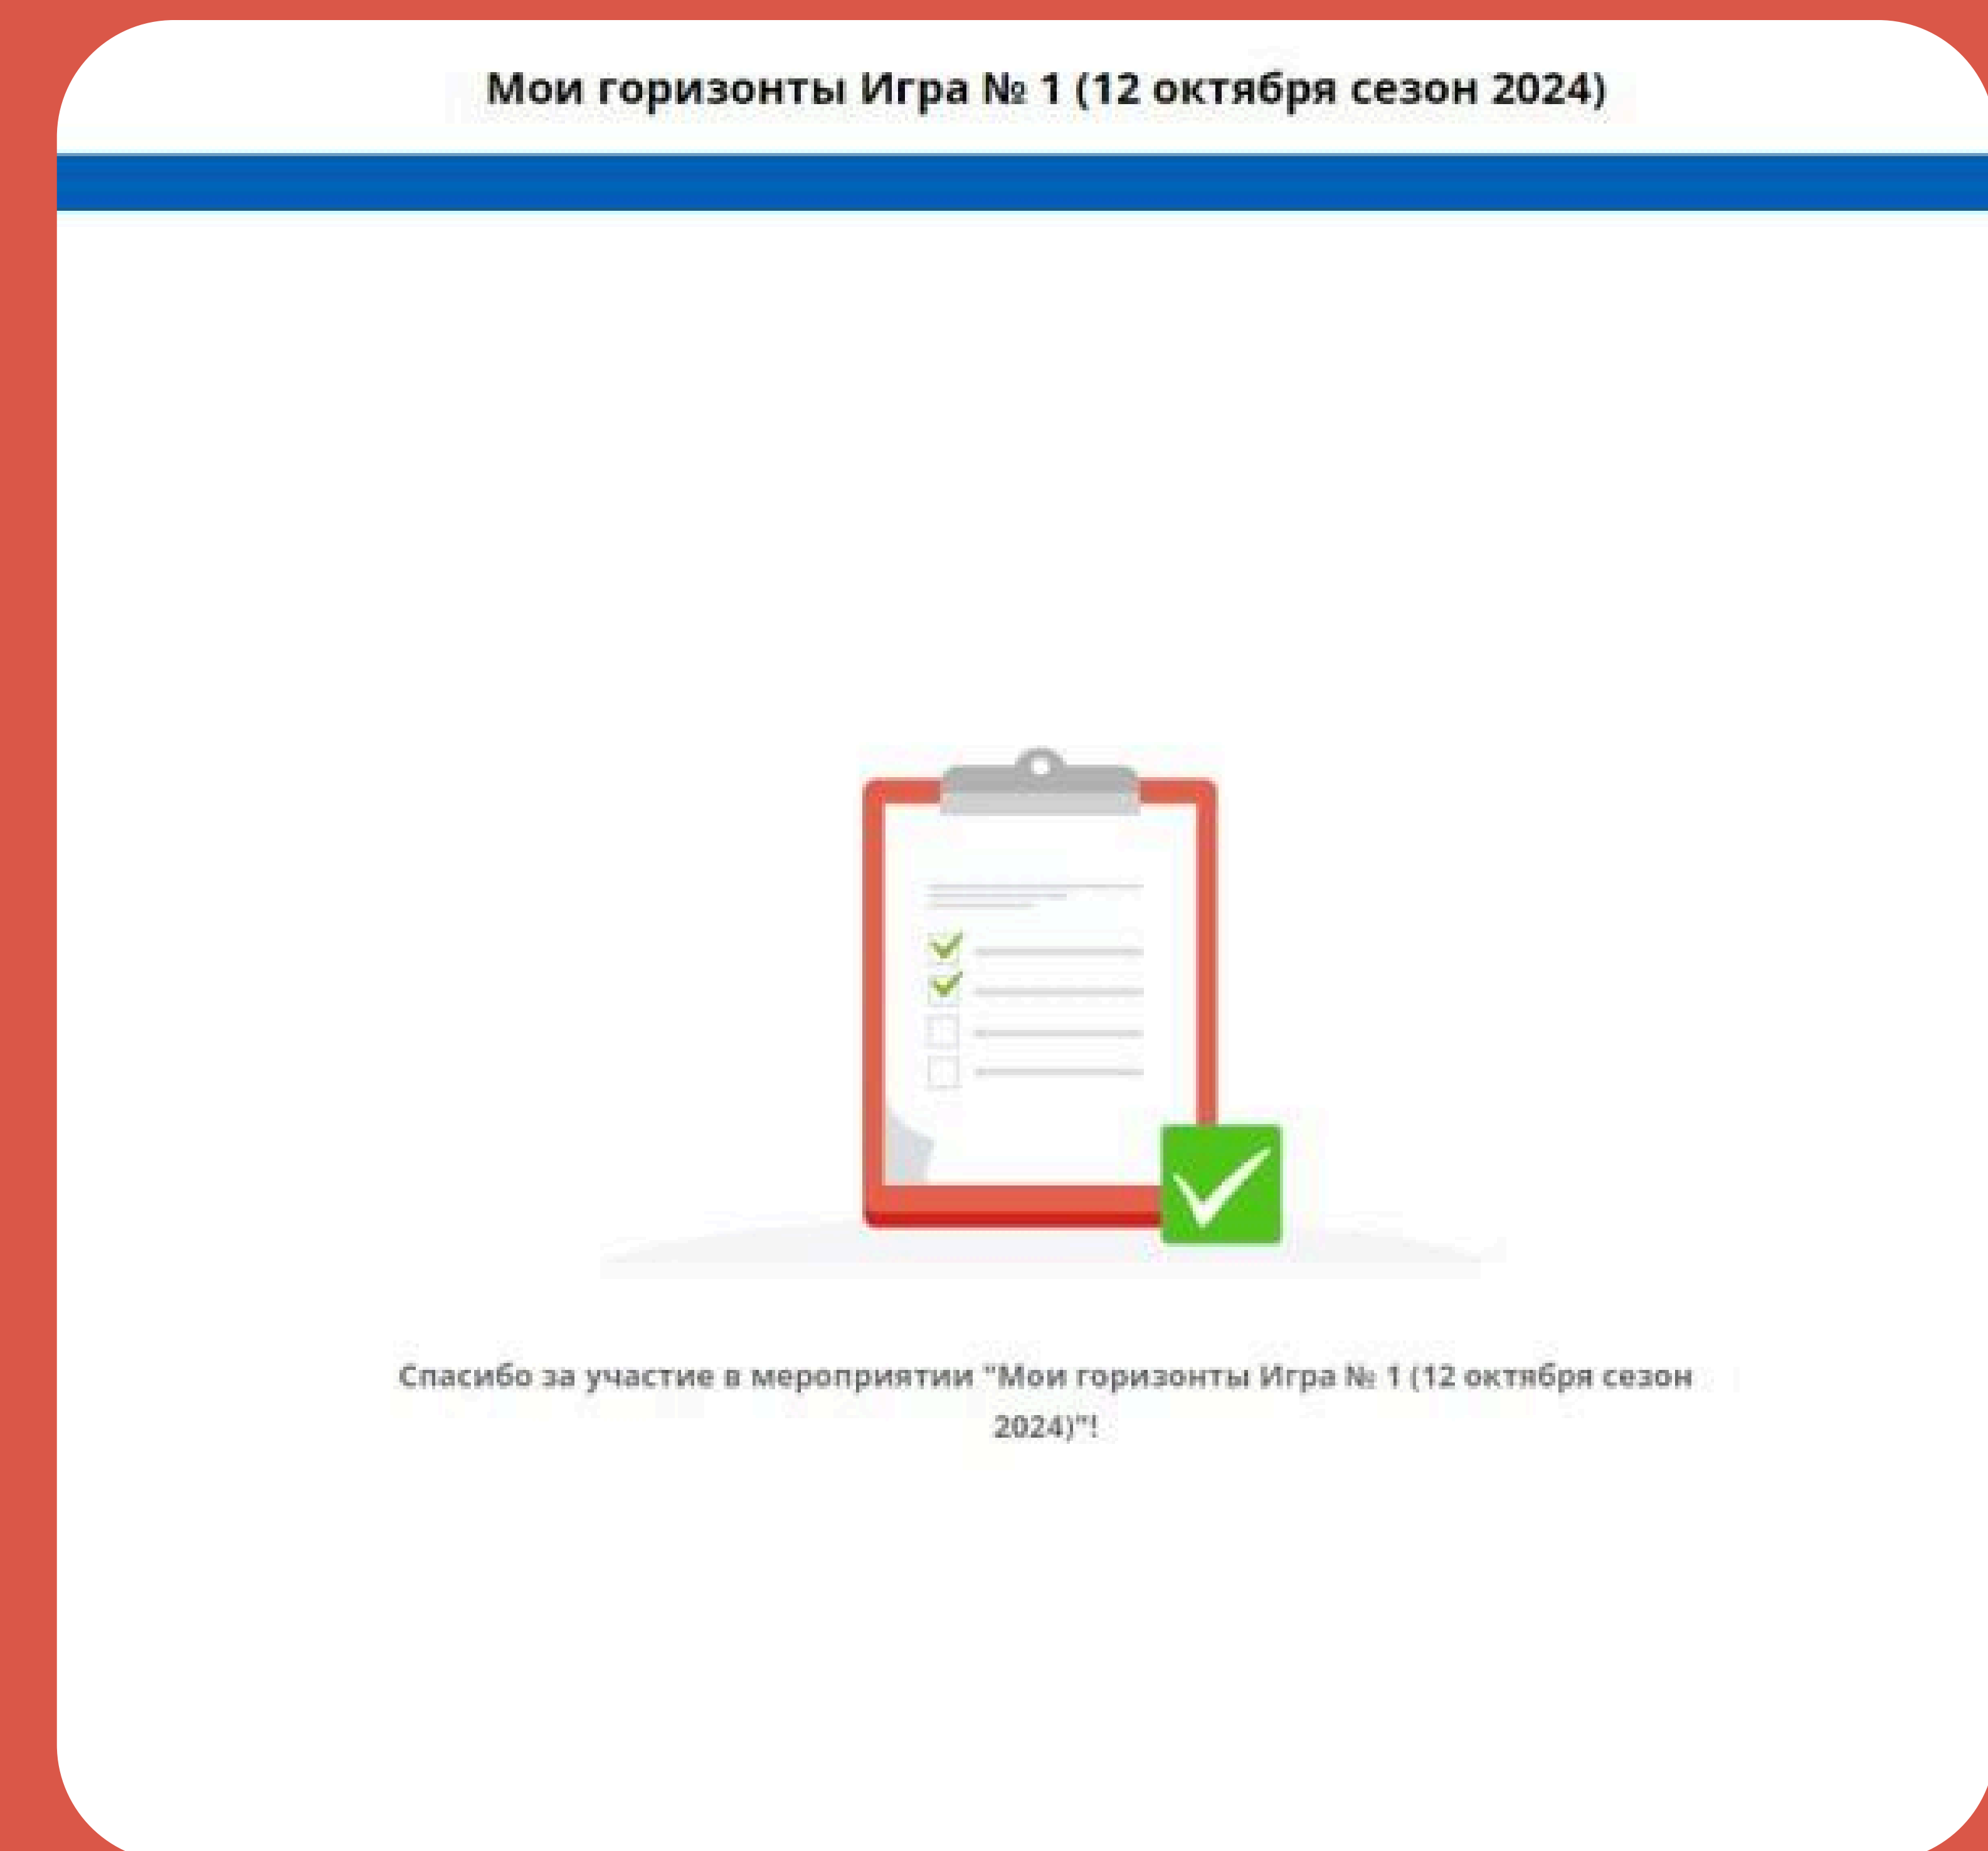 Мои горизонты Игра № 1 (12 октября сезон 2024)
Спасибо за участие в мероприятии "Мои горизонты Игра № 1 (12 октября сезон
2024)"!